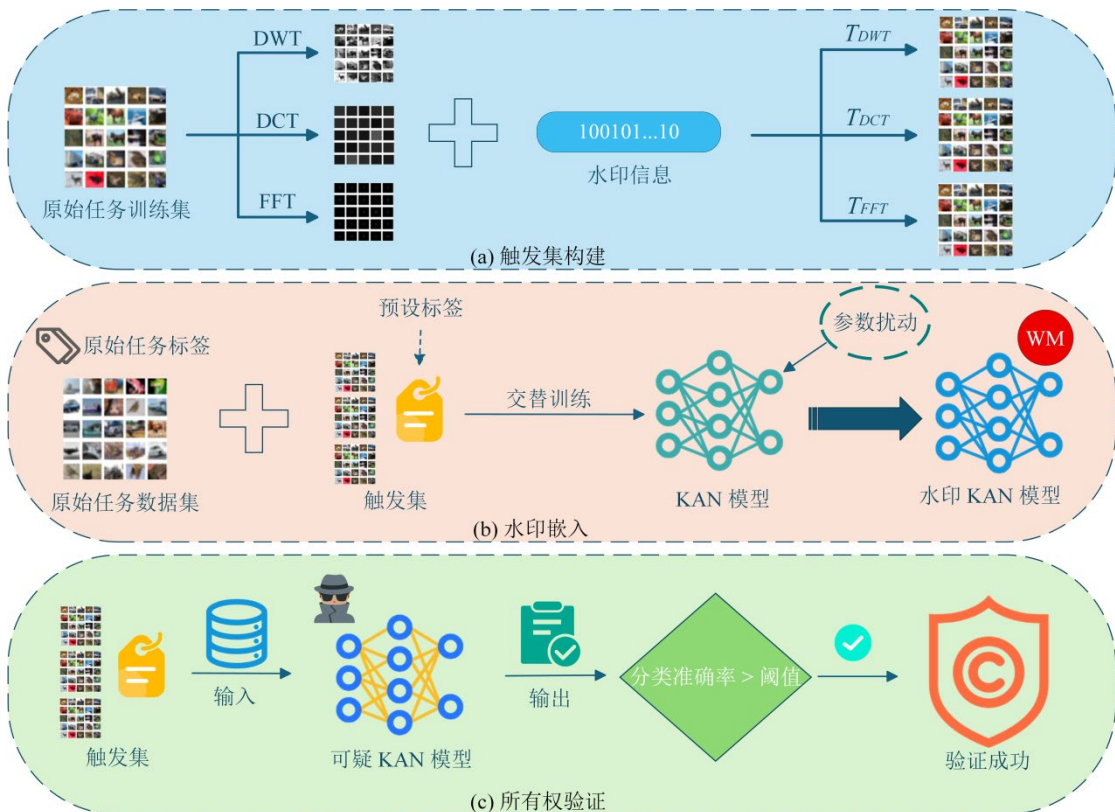 DWT
DCT
FFT
原始任务训练集
100101...10
水印信息
TDWT
TDCT
TFFT
(a) 触发集构建
原始任务标签
预设标签
参数扰动
WM
交替训练
原始任务数据集
触发集
KAN 模型
水印 KAN 模型
(b) 水印嵌入
输入
输出
分类准确率 > 阈值
触发集
可疑 KAN 模型
验证成功
(c) 所有权验证